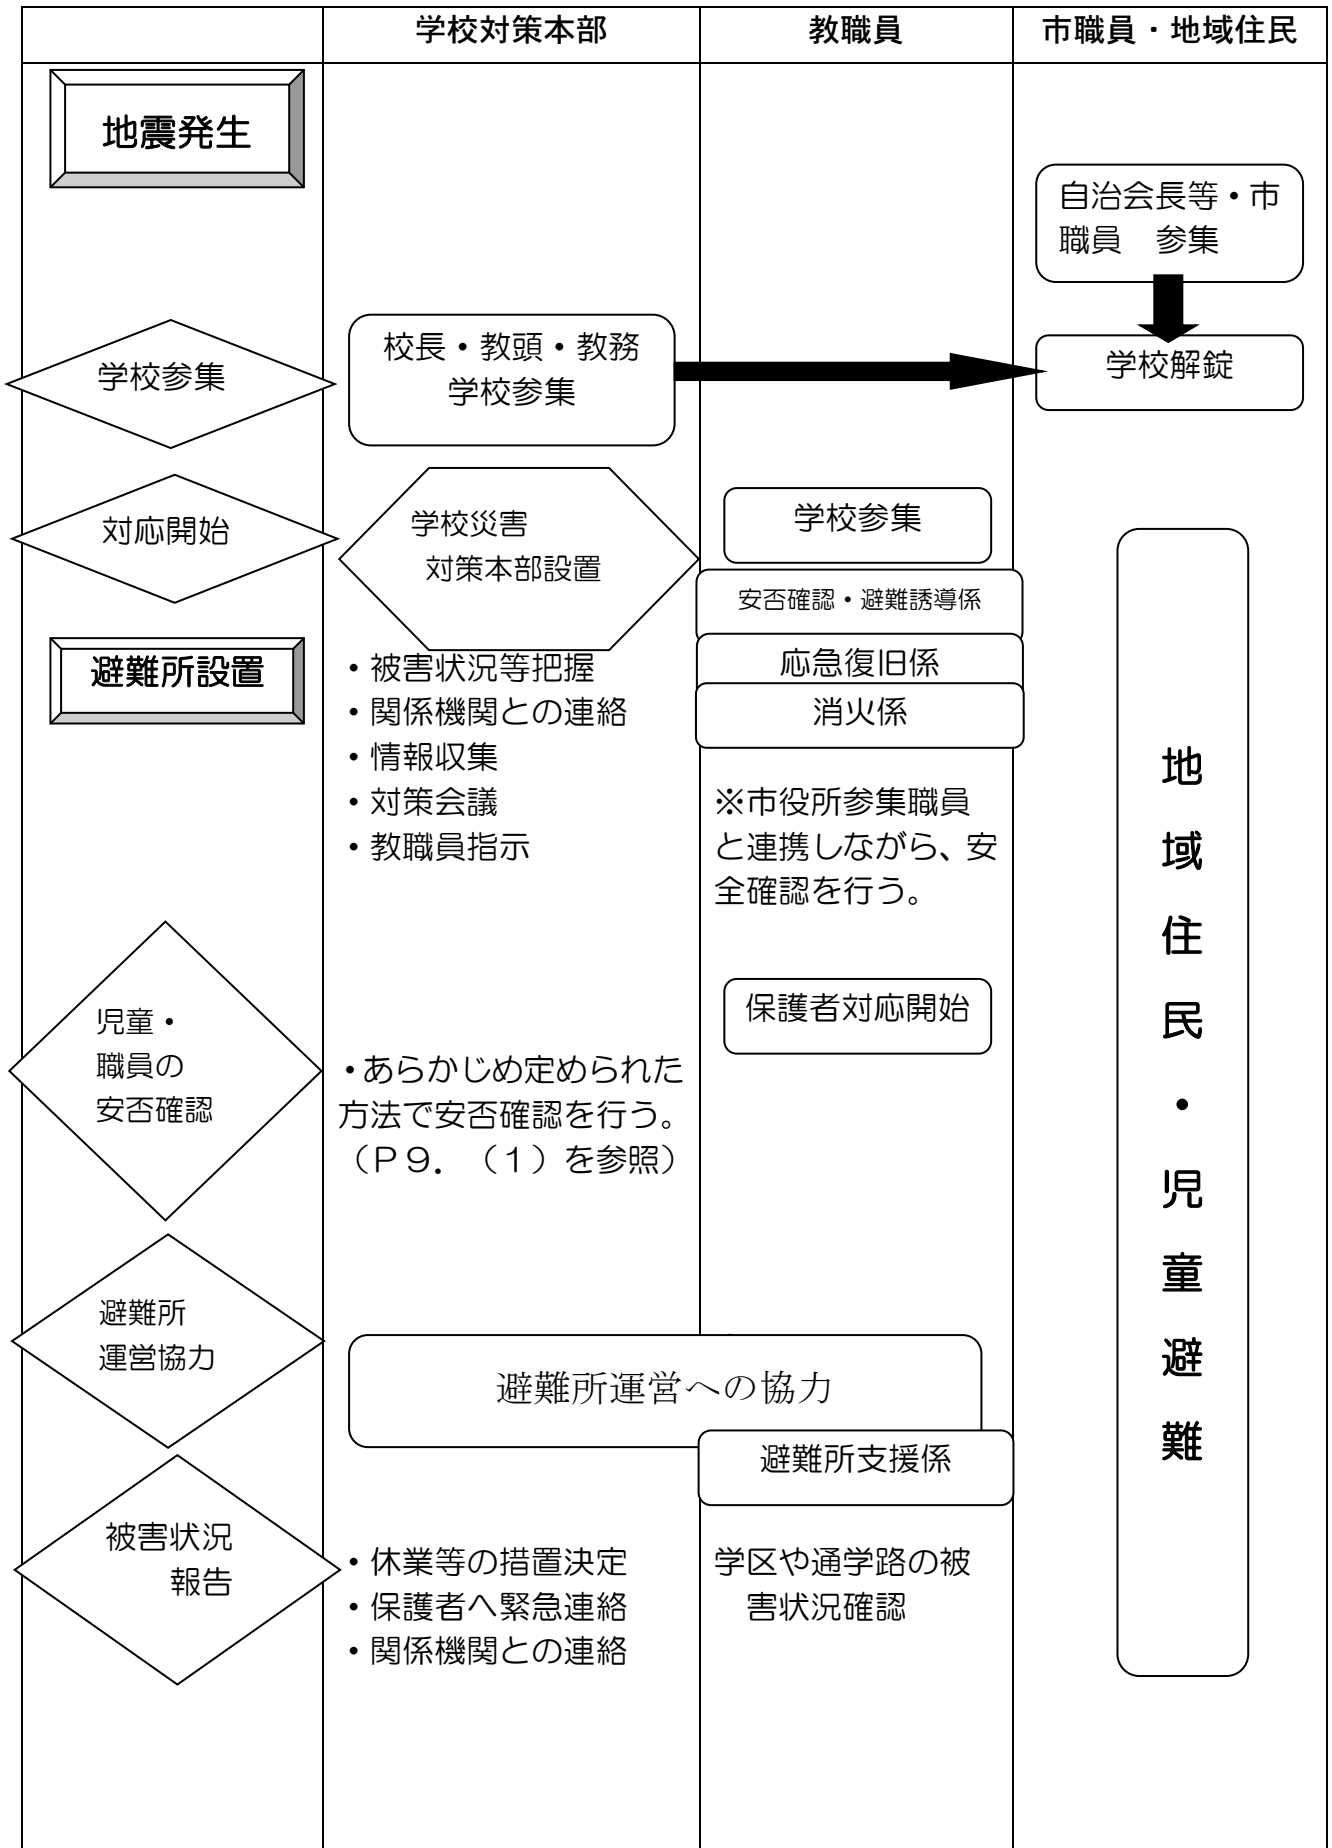 学校対策本部
教職員
市職員・地域住民
地震発生
自治会長等・市
職員　参集
学校参集
校長・教頭・教務
学校参集
学校解錠
対応開始
学校災害
対策本部設置
学校参集
安否確認・避難誘導係
応急復旧係
消火係
避難所設置
・被害状況等把握
・関係機関との連絡
・情報収集
・対策会議
・教職員指示
※市役所参集職員
と連携しながら、安
全確認を行う。
地域住民・児童避難
児童・
職員の
安否確認
・あらかじめ定められた
方法で安否確認を行う。
（Ｐ９．（１）を参照）
保護者対応開始
避難所
運営協力
避難所運営への協力
避難所支援係
被害状況
報告
・休業等の措置決定
・保護者へ緊急連絡
・関係機関との連絡
学区や通学路の被
害状況確認